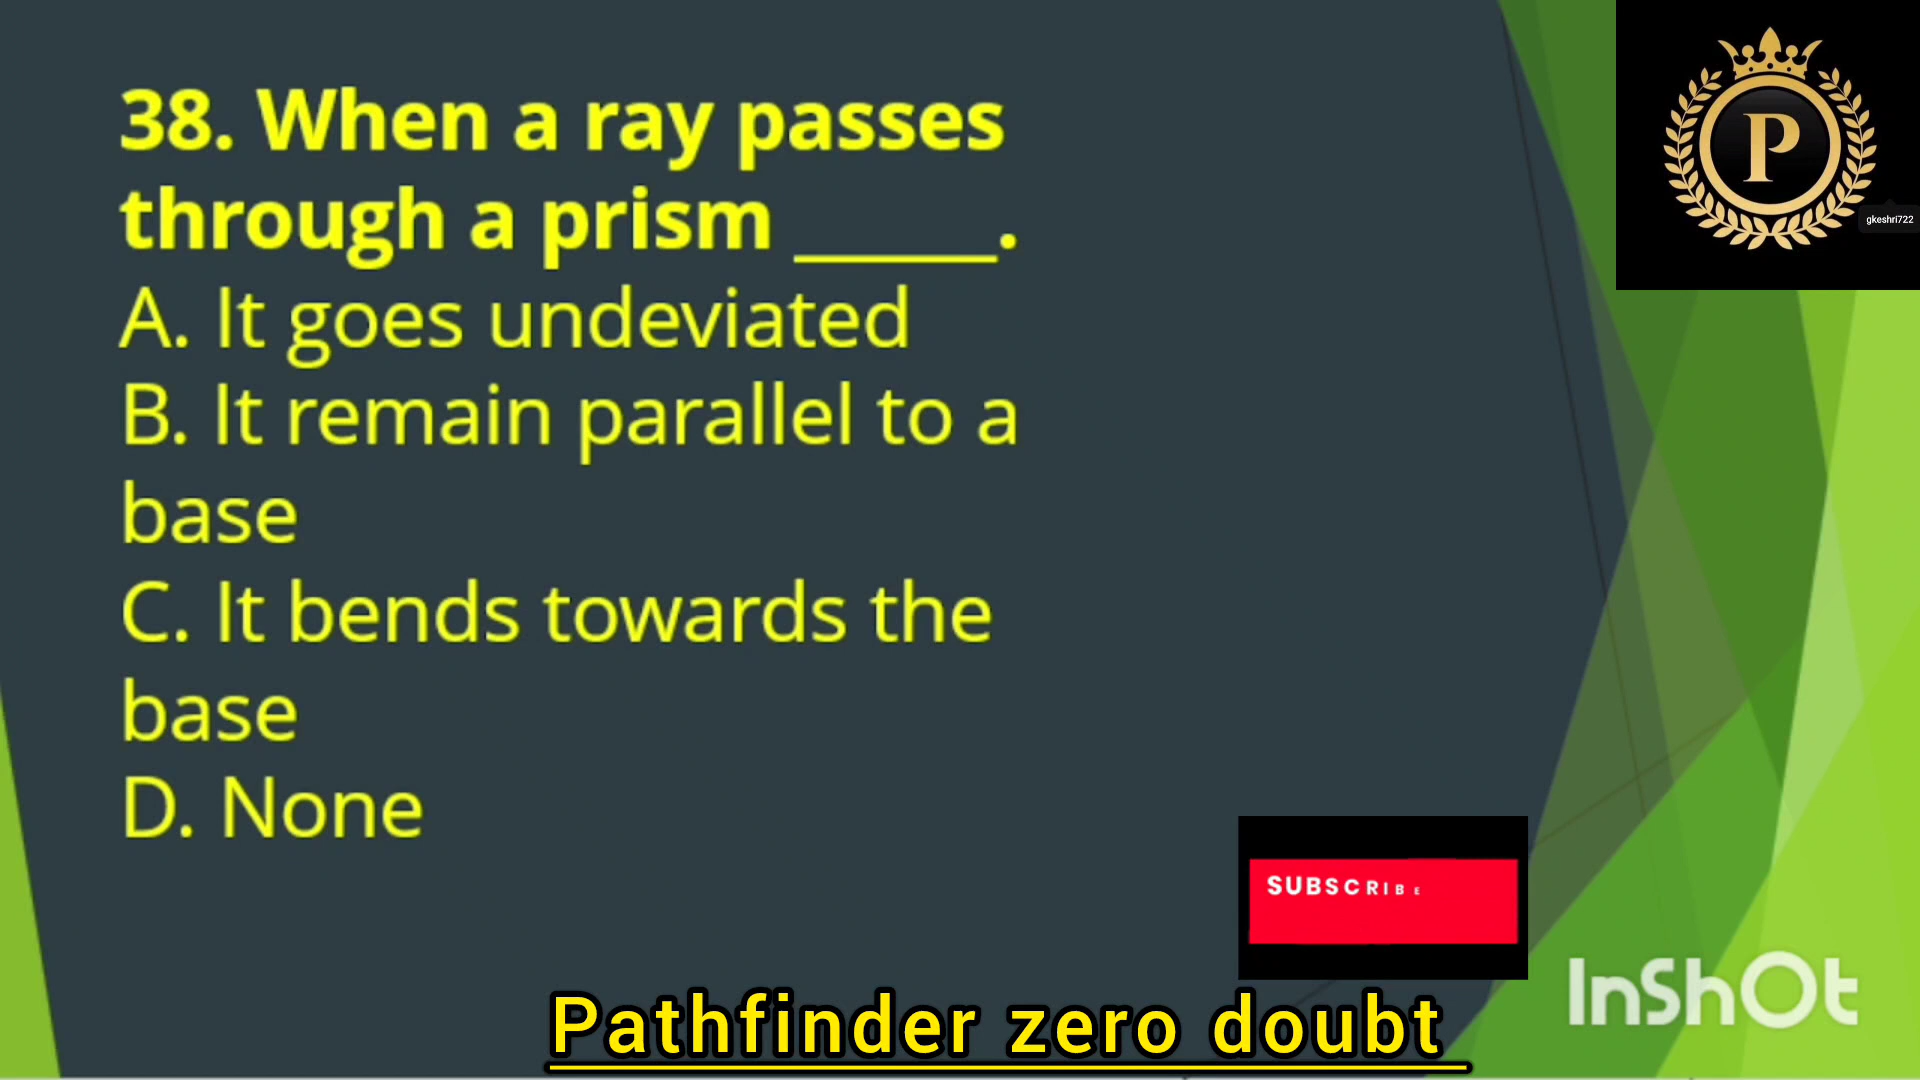 38. When a ray passes
through a prism _____.
A. It goes undeviated
B. It remain parallel to a
base
C. It bends towards the
base
D. None
P
gkeshri722
SUBSCRIBE
InShOt
Pathfinder zero doubt